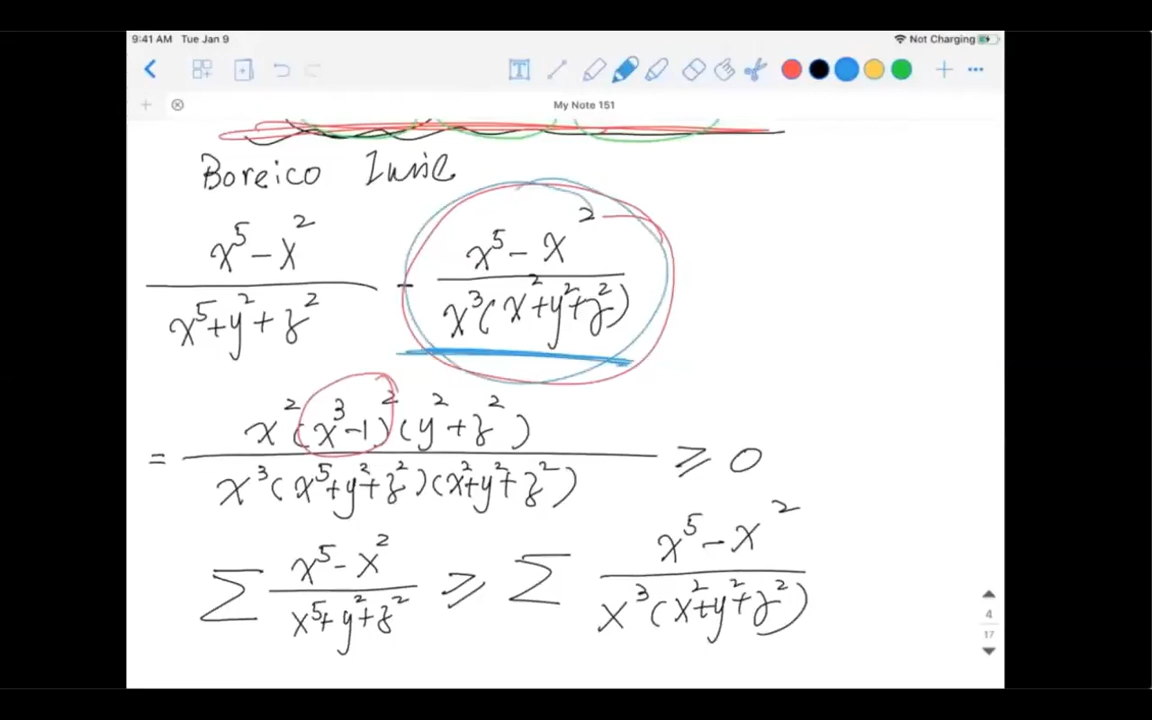 9:41 AM Tue Jan 9
Not Charging
My Note 151
Boreico Iurie
x⁵-x² / x⁵+y²+z² - x⁵-x² / x³(x²+y²+z²)
= x²(x³-1)²(y²+z²) / x³(x⁵+y²+z²)(x²+y²+z²) ≥ 0
∑ x⁵-x² / x⁵+y²+z² ≥ ∑ x⁵-x² / x³(x²+y²+z²)
4
17